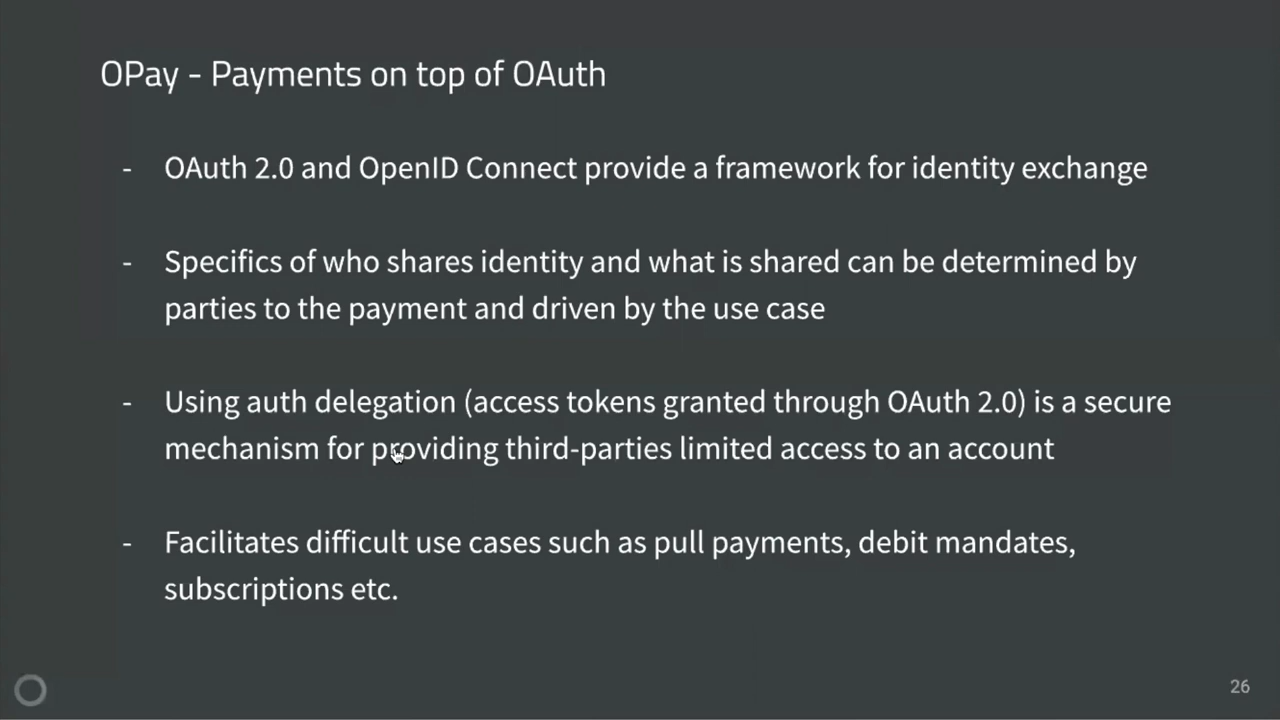 OPay - Payments on top of OAuth
- OAuth 2.0 and OpenID Connect provide a framework for identity exchange
- Specifics of who shares identity and what is shared can be determined by
parties to the payment and driven by the use case
- Using auth delegation (access tokens granted through OAuth 2.0) is a secure
mechanism for providing third-parties limited access to an account
- Facilitates difficult use cases such as pull payments, debit mandates,
subscriptions etc.
26